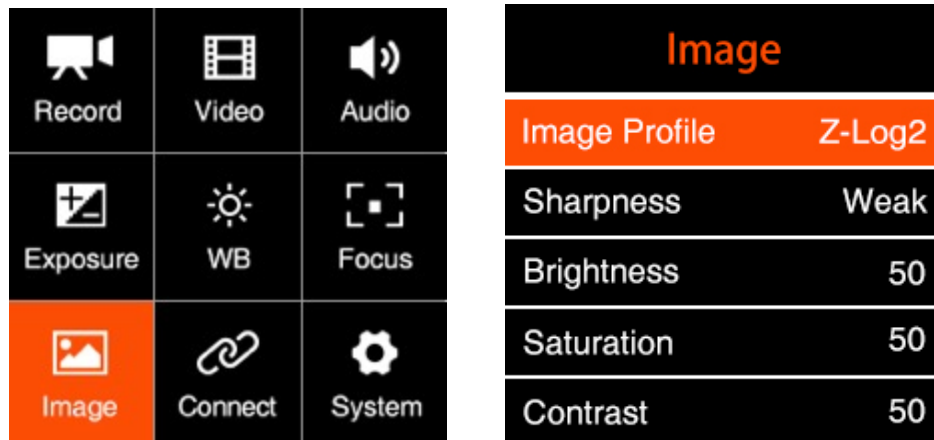 Record Video Audio
Exposure WB Focus
Image Connect System
Image
Image Profile Z-Log2
Sharpness Weak
Brightness 50
Saturation 50
Contrast 50